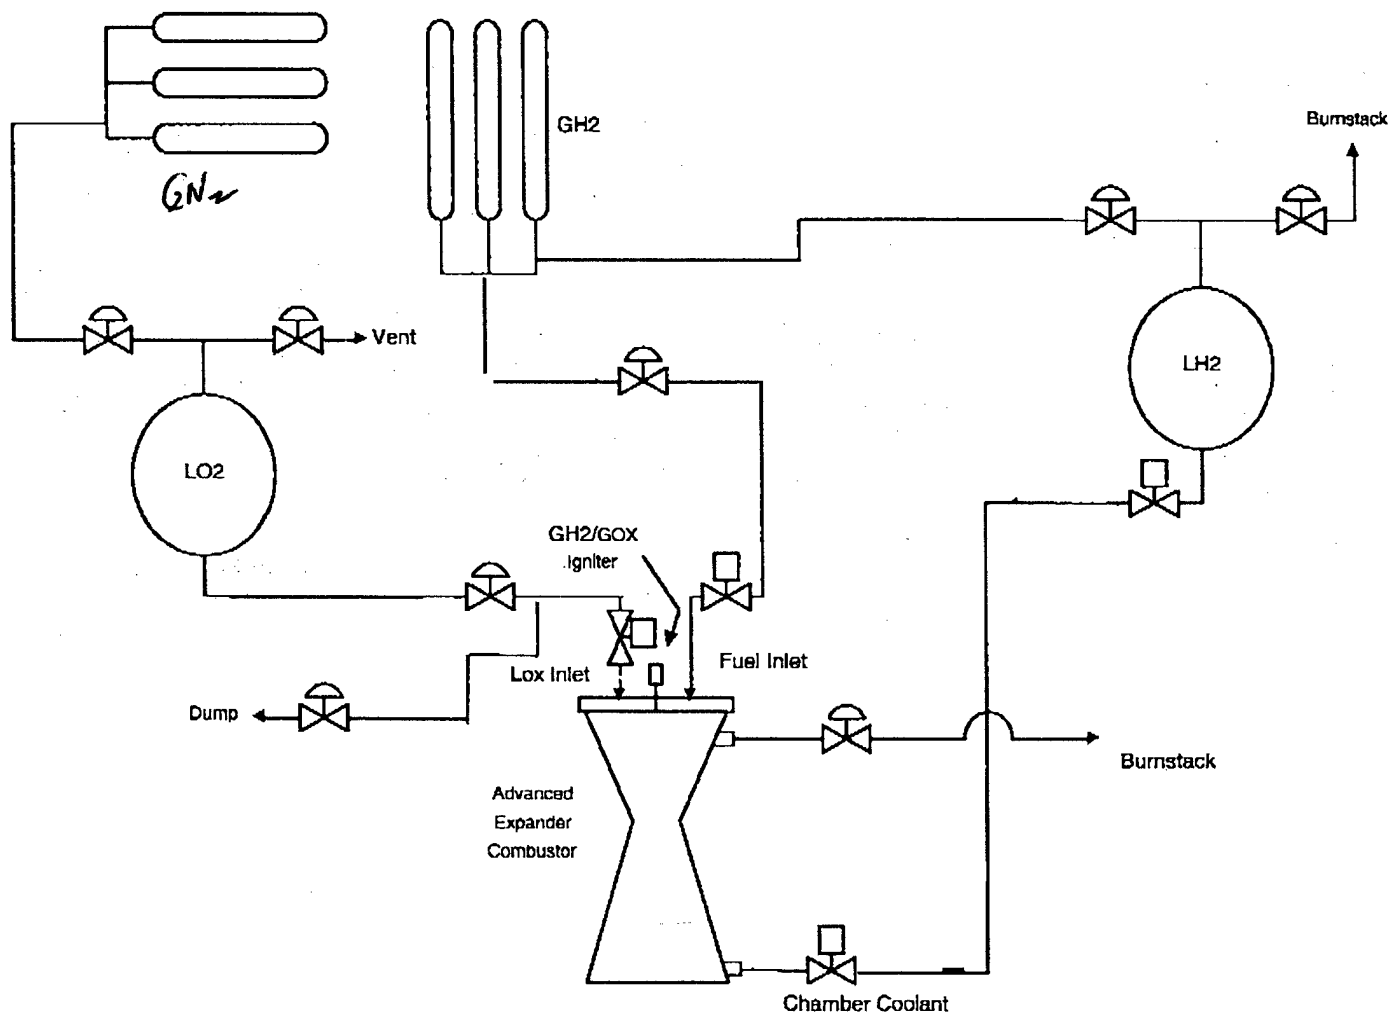 GN2
GH2
Burnstack
Vent
LH2
LO2
GH2/GOX
Igniter
Lox Inlet
Fuel Inlet
Dump
Burnstack
Advanced
Expander
Combustor
Chamber Coolant